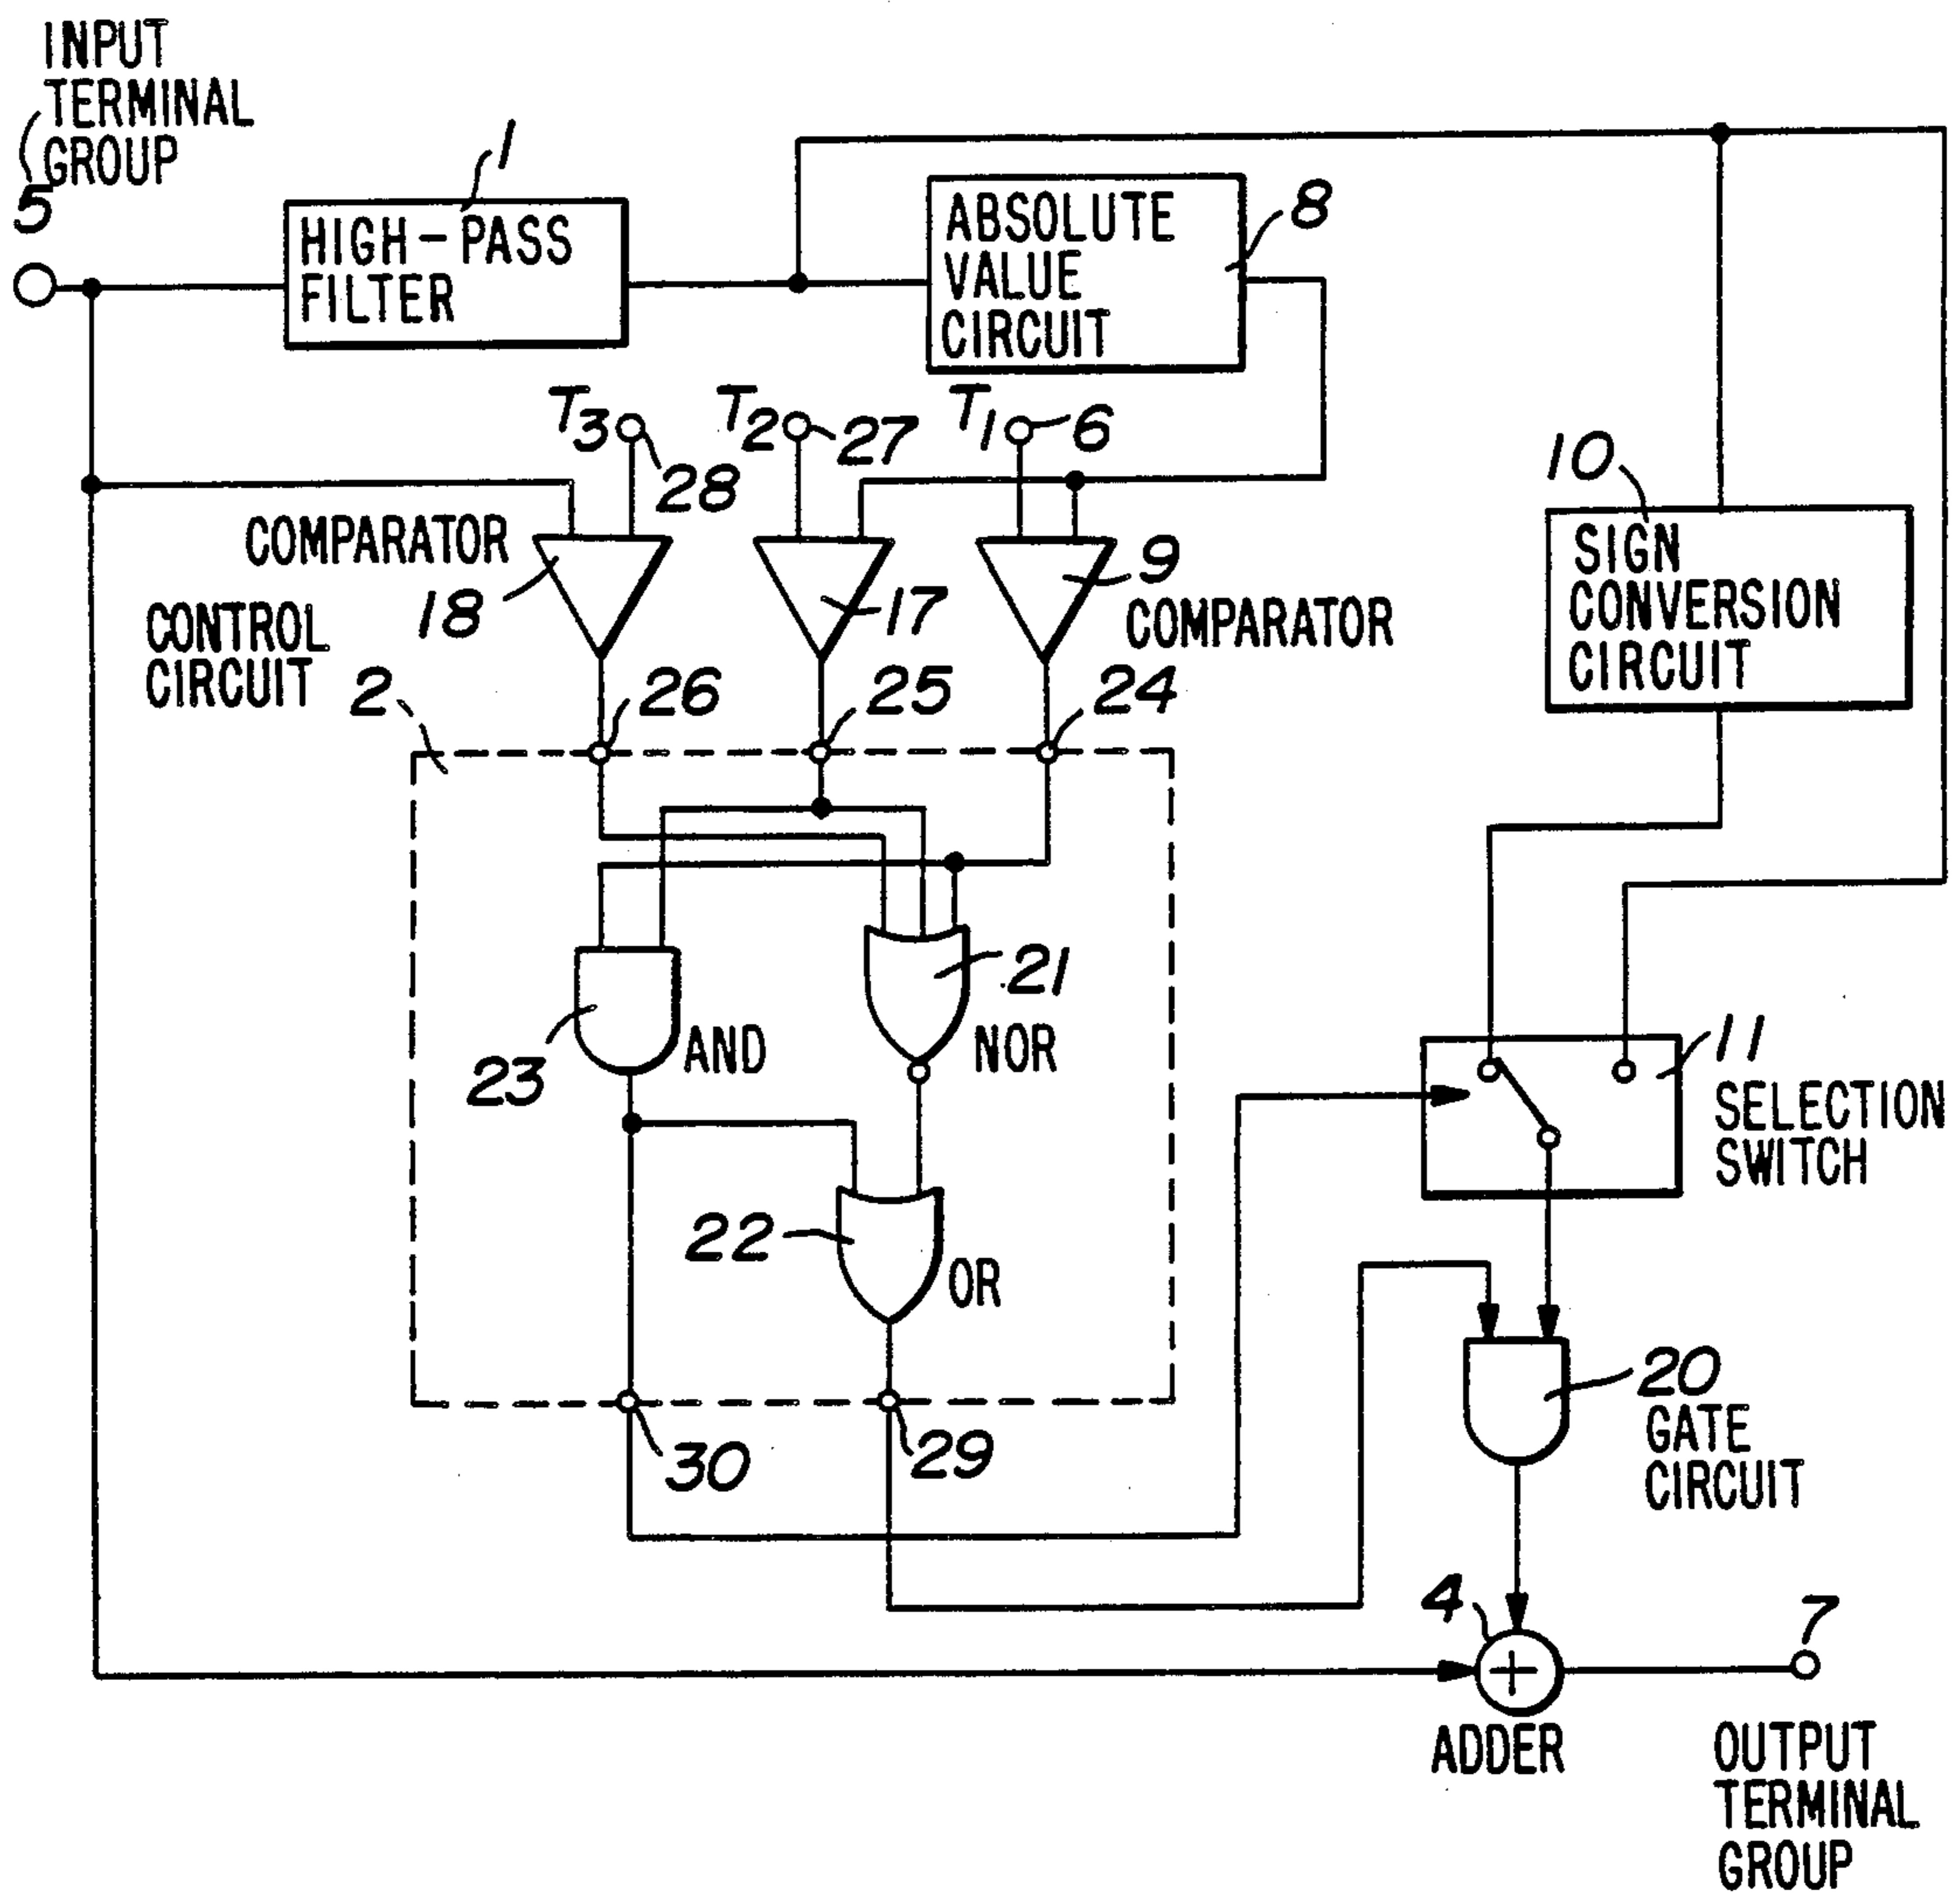 INPUT
TERMINAL
GROUP
5
1
HIGH-PASS
FILTER
ABSOLUTE
VALUE
CIRCUIT
8
T3
28
T2
27
T1
6
10
SIGN
CONVERSION
CIRCUIT
COMPARATOR
18
17
9
COMPARATOR
CONTROL
CIRCUIT
2
26
25
24
23
AND
21
NOR
11
SELECTION
SWITCH
22
OR
30
29
20
GATE
CIRCUIT
4
+
7
ADDER
OUTPUT
TERMINAL
GROUP